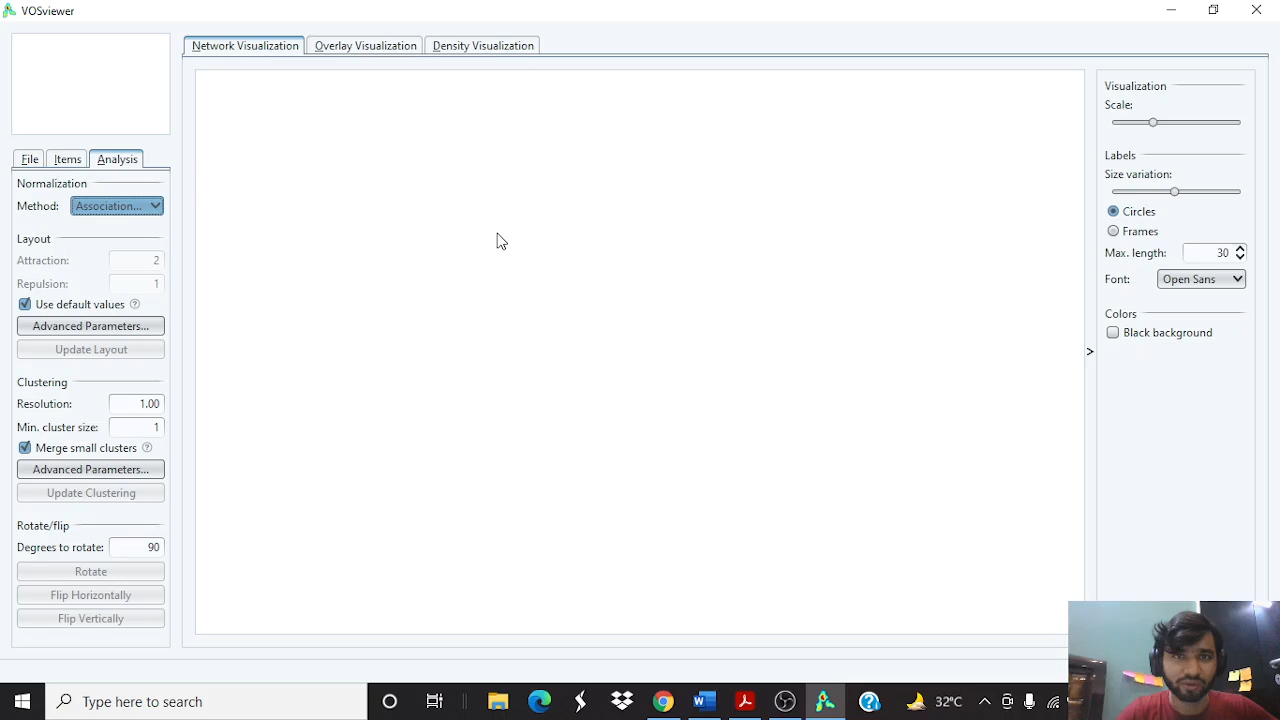 VOSviewer
Network Visualization
Overlay Visualization
Density Visualization
File
Items
Analysis
Normalization
Method: Association...
Layout
Attraction: 2
Repulsion: 1
Use default values ?
Advanced Parameters...
Update Layout
Clustering
Resolution: 1.00
Min. cluster size: 1
Merge small clusters ?
Advanced Parameters...
Update Clustering
Rotate/flip
Degrees to rotate: 90
Rotate
Flip Horizontally
Flip Vertically
>
Visualization
Scale:
Labels
Size variation:
Circles
Frames
Max. length: 30
Font: Open Sans
Colors
Black background
Type here to search
32°C